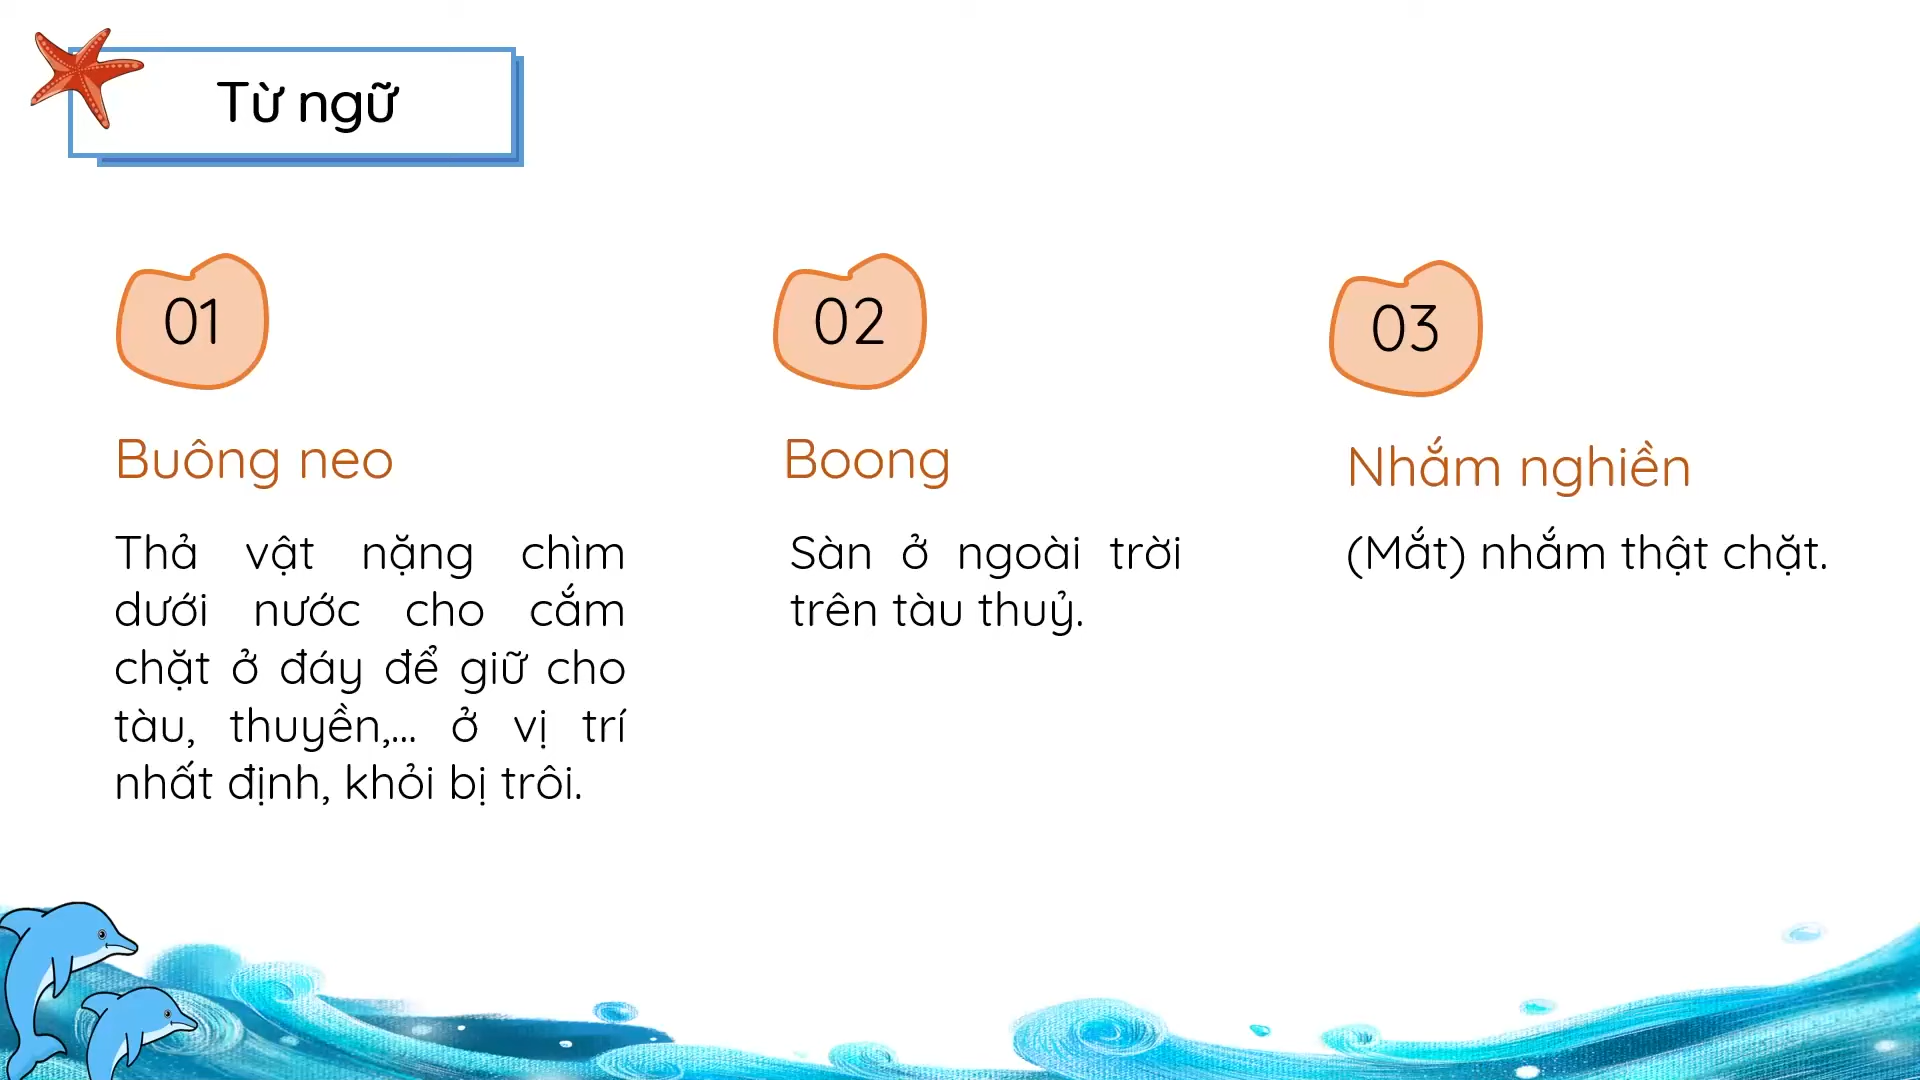 Từ ngữ
01
Buông neo
Thả vật nặng chìm
dưới nước cho cắm
chặt ở đáy để giữ cho
tàu, thuyền,... ở vị trí
nhất định, khỏi bị trôi.
02
Boong
Sàn ở ngoài trời
trên tàu thuỷ.
03
Nhắm nghiền
(Mắt) nhắm thật chặt.